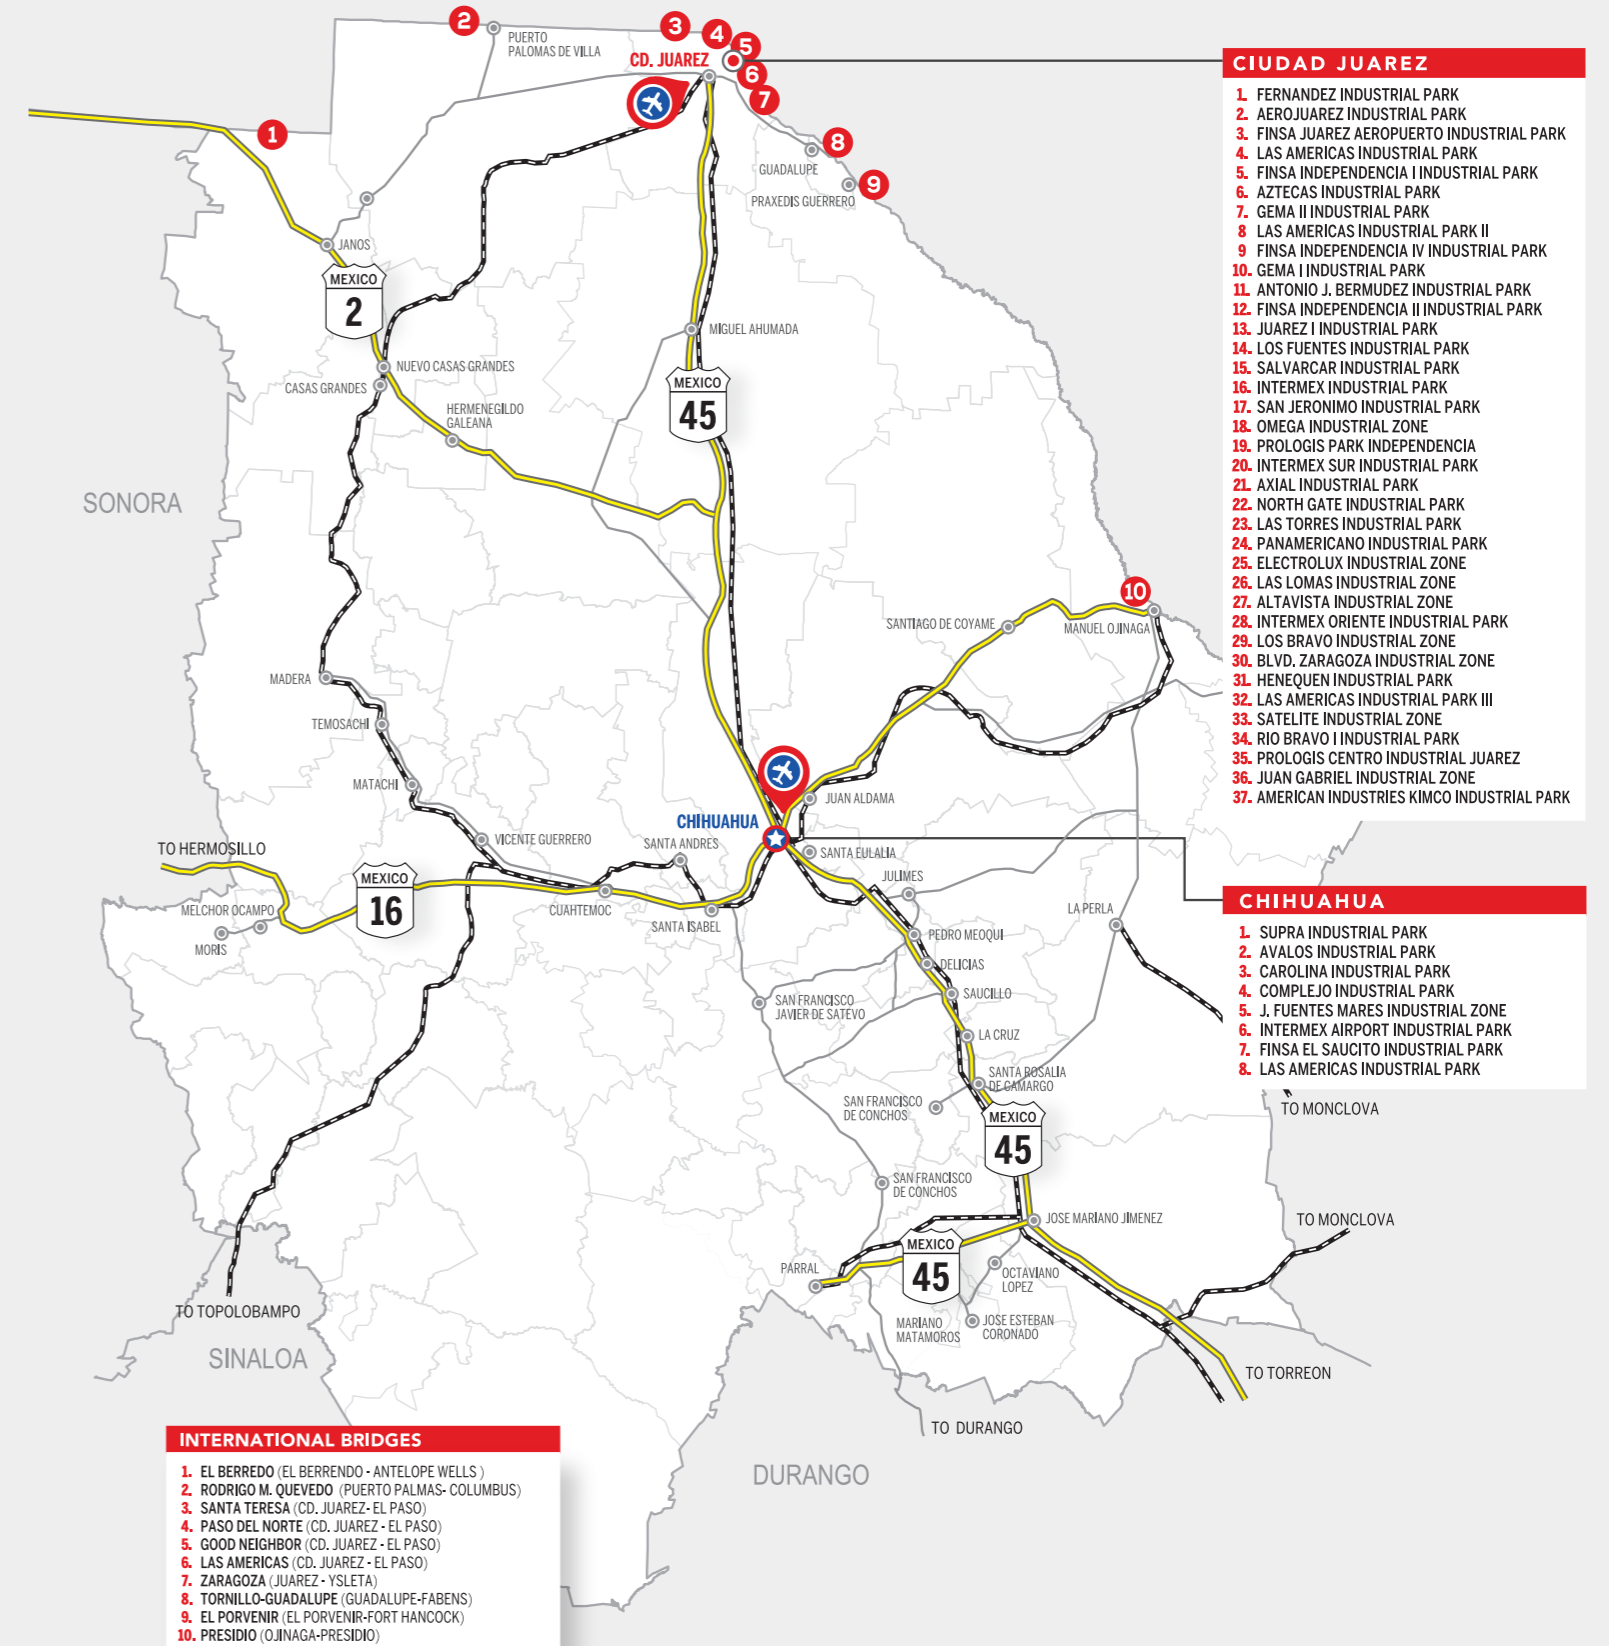 2
PUERTO
PALOMAS DE VILLA
3
4
5
6
7
CD. JUAREZ
1
8
GUADALUPE
9
PRAXEDIS GUERRERO
JANOS
MEXICO
2
MIGUEL AHUMADA
NUEVO CASAS GRANDES
CASAS GRANDES
HERMENEGILDO
GALEANA
MEXICO
45
SONORA
10
SANTIAGO DE COYAME
MANUEL OJINAGA
MADERA
TEMOSACHI
MATACHI
JUAN ALDAMA
CHIHUAHUA
VICENTE GUERRERO
SANTA ANDRES
SANTA EULALIA
TO HERMOSILLO
MEXICO
16
JULIMES
MELCHOR OCAMPO
MORIS
CUAHTEMOC
SANTA ISABEL
LA PERLA
PEDRO MEOQUI
DELICIAS
SAUCILLO
SAN FRANCISCO
JAVIER DE SATEVO
LA CRUZ
SANTA ROSALIA
DE CAMARGO
SAN FRANCISCO
DE CONCHOS
MEXICO
45
TO MONCLOVA
SAN FRANCISCO
DE CONCHOS
JOSE MARIANO JIMENEZ
TO MONCLOVA
MEXICO
45
PARRAL
OCTAVIANO
LOPEZ
MARIANO
MATAMOROS
JOSE ESTEBAN
CORONADO
TO TOPOLOBAMPO
SINALOA
TO TORREON
TO DURANGO
DURANGO
CIUDAD JUAREZ
1. FERNANDEZ INDUSTRIAL PARK
2. AEROJUAREZ INDUSTRIAL PARK
3. FINSA JUAREZ AEROPUERTO INDUSTRIAL PARK
4. LAS AMERICAS INDUSTRIAL PARK
5. FINSA INDEPENDENCIA I INDUSTRIAL PARK
6. AZTECAS INDUSTRIAL PARK
7. GEMA II INDUSTRIAL PARK
8 LAS AMERICAS INDUSTRIAL PARK II
9 FINSA INDEPENDENCIA IV INDUSTRIAL PARK
10. GEMA I INDUSTRIAL PARK
11. ANTONIO J. BERMUDEZ INDUSTRIAL PARK
12. FINSA INDEPENDENCIA II INDUSTRIAL PARK
13. JUAREZ I INDUSTRIAL PARK
14. LOS FUENTES INDUSTRIAL PARK
15. SALVARCAR INDUSTRIAL PARK
16. INTERMEX INDUSTRIAL PARK
17. SAN JERONIMO INDUSTRIAL PARK
18. OMEGA INDUSTRIAL ZONE
19. PROLOGIS PARK INDEPENDENCIA
20. INTERMEX SUR INDUSTRIAL PARK
21. AXIAL INDUSTRIAL PARK
22. NORTH GATE INDUSTRIAL PARK
23. LAS TORRES INDUSTRIAL PARK
24. PANAMERICANO INDUSTRIAL PARK
25. ELECTROLUX INDUSTRIAL ZONE
26. LAS LOMAS INDUSTRIAL ZONE
27. ALTAVISTA INDUSTRIAL ZONE
28. INTERMEX ORIENTE INDUSTRIAL PARK
29. LOS BRAVO INDUSTRIAL ZONE
30. BLVD. ZARAGOZA INDUSTRIAL ZONE
31. HENEQUEN INDUSTRIAL PARK
32. LAS AMERICAS INDUSTRIAL PARK III
33. SATELITE INDUSTRIAL ZONE
34. RIO BRAVO I INDUSTRIAL PARK
35. PROLOGIS CENTRO INDUSTRIAL JUAREZ
36. JUAN GABRIEL INDUSTRIAL ZONE
37. AMERICAN INDUSTRIES KIMCO INDUSTRIAL PARK
CHIHUAHUA
1. SUPRA INDUSTRIAL PARK
2. AVALOS INDUSTRIAL PARK
3. CAROLINA INDUSTRIAL PARK
4. COMPLEJO INDUSTRIAL PARK
5. J. FUENTES MARES INDUSTRIAL ZONE
6. INTERMEX AIRPORT INDUSTRIAL PARK
7. FINSA EL SAUCITO INDUSTRIAL PARK
8. LAS AMERICAS INDUSTRIAL PARK
INTERNATIONAL BRIDGES
1. EL BERREDO (EL BERRENDO - ANTELOPE WELLS )
2. RODRIGO M. QUEVEDO (PUERTO PALMAS- COLUMBUS)
3. SANTA TERESA (CD. JUAREZ- EL PASO)
4. PASO DEL NORTE (CD. JUAREZ - EL PASO)
5. GOOD NEIGHBOR (CD. JUAREZ - EL PASO)
6. LAS AMERICAS (CD. JUAREZ - EL PASO)
7. ZARAGOZA (JUAREZ - YSLETA)
8. TORNILLO-GUADALUPE (GUADALUPE-FABENS)
9. EL PORVENIR (EL PORVENIR-FORT HANCOCK)
10. PRESIDIO (OJINAGA-PRESIDIO)